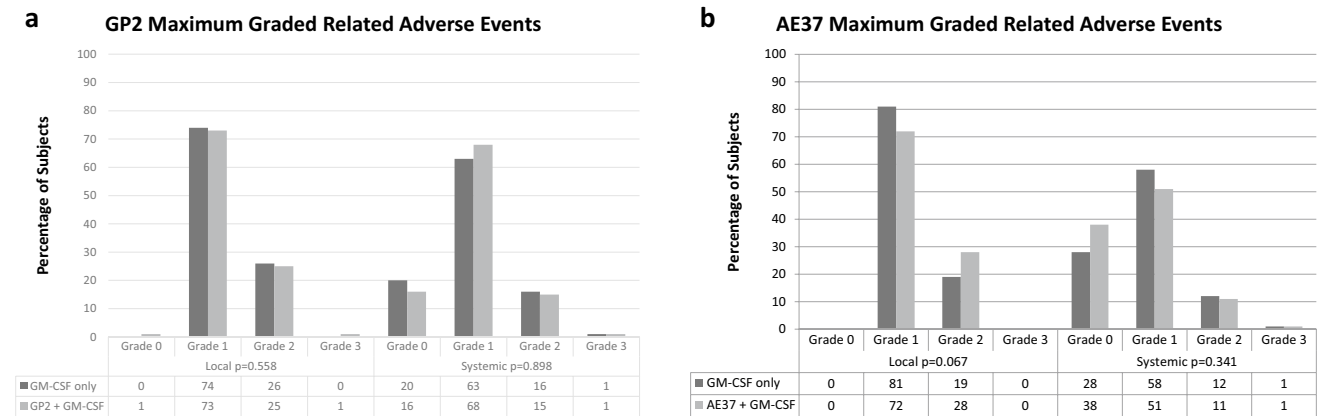 a
GP2 Maximum Graded Related Adverse Events
Percentage of Subjects
100
90
80
70
60
50
40
30
20
10
0
Grade 0 Grade 1 Grade 2 Grade 3 Grade 0 Grade 1 Grade 2 Grade 3
Local p=0.558 Systemic p=0.898
GM-CSF only 0 74 26 0 20 63 16 1
GP2 + GM-CSF 1 73 25 1 16 68 15 1
b
AE37 Maximum Graded Related Adverse Events
Percentage of Subjects
100
90
80
70
60
50
40
30
20
10
0
Grade 0 Grade 1 Grade 2 Grade 3 Grade 0 Grade 1 Grade 2 Grade 3
Local p=0.067 Systemic p=0.341
GM-CSF only 0 81 19 0 28 58 12 1
AE37 + GM-CSF 0 72 28 0 38 51 11 1